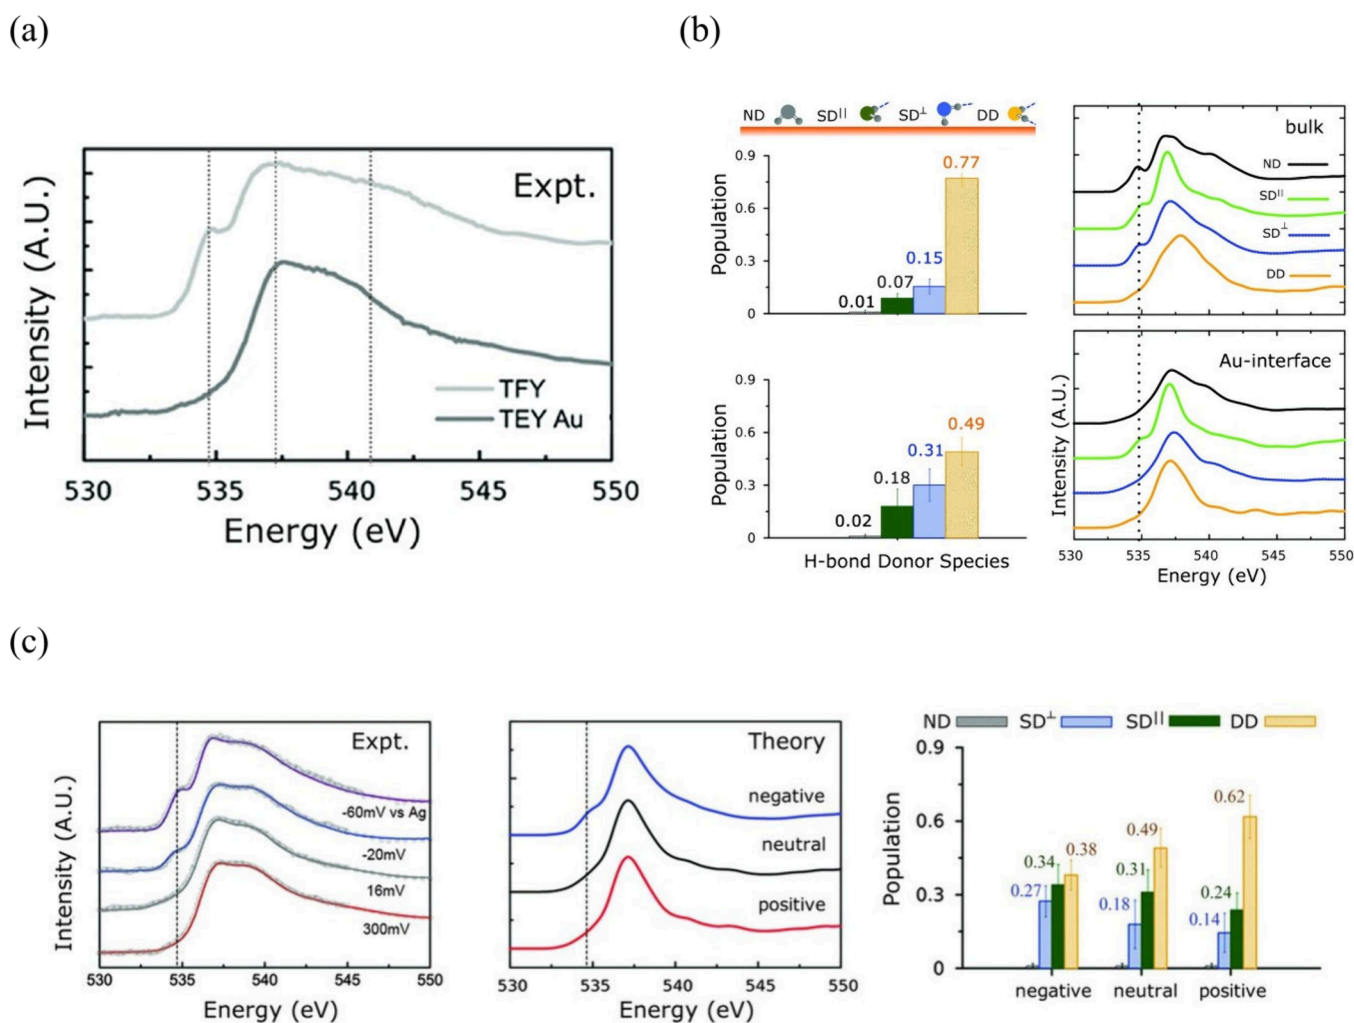 (a)
Expt.
TFY
TEY Au
Intensity (A.U.)
530 535 540 545 550
Energy (eV)
(b)
ND SD|| SD⊥ DD
0.9
0.6
0.3
0
Population
0.01
0.07
0.15
0.77
0.9
0.6
0.3
0
Population
0.02
0.18
0.31
0.49
H-bond Donor Species
bulk
ND
SD||
SD⊥
DD
Au-interface
Intensity (A.U.)
530 535 540 545 550
Energy (eV)
(c)
Expt.
-60mV vs Ag
-20mV
16mV
300mV
Intensity (A.U.)
530 535 540 545 550
Energy (eV)
Theory
negative
neutral
positive
530 535 540 545 550
Energy (eV)
ND SD⊥ SD|| DD
0.9
0.6
0.3
0
Population
0.27 0.34 0.38
0.18 0.31 0.49
0.14 0.24 0.62
negative neutral positive